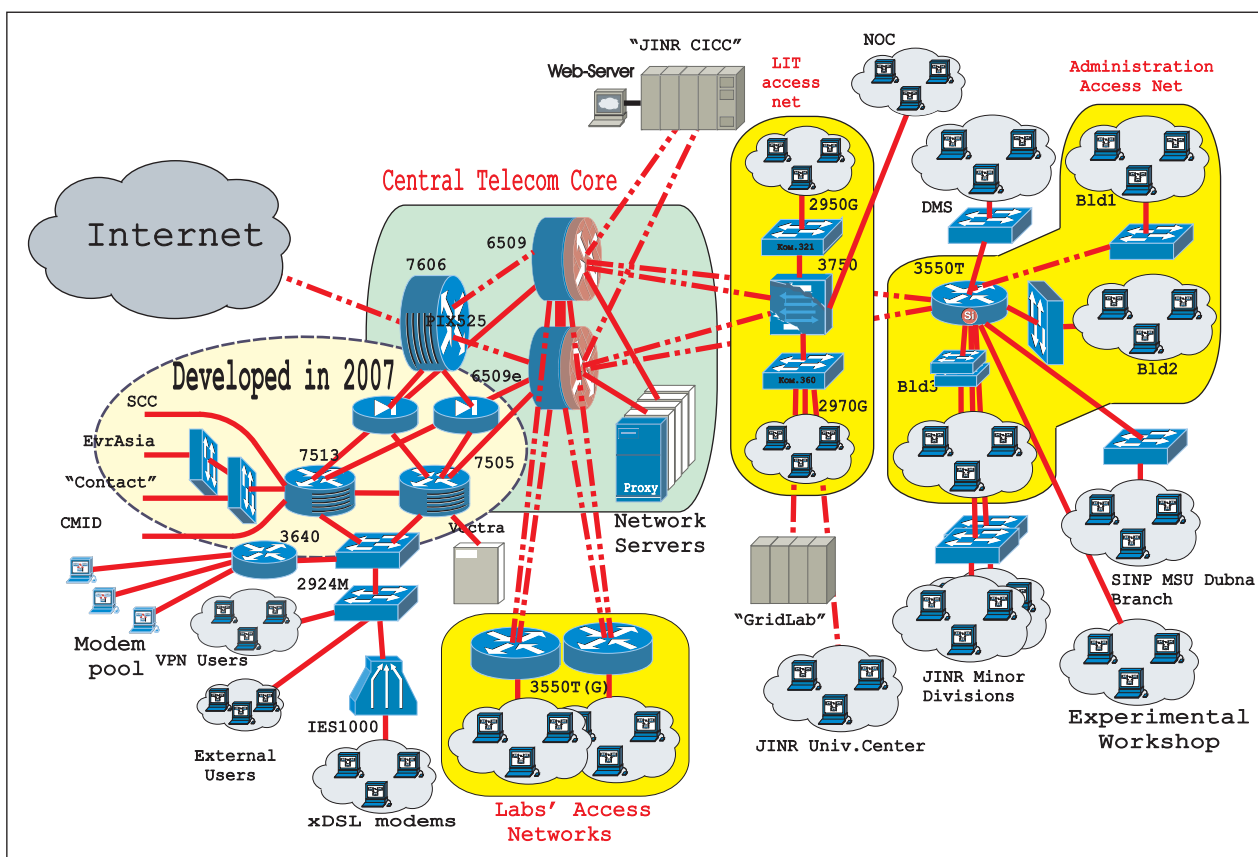 “JINR CICC”
NOC
Web-Server
LIT
access
net
Administration
Access Net
Central Telecom Core
2950G
DMS
Bld1
Internet
6509
Ком.321
3750
3550T
7606
PIX525
Si
Developed in 2007
6509e
Ком.360
Bld3
Bld2
SCC
2970G
EvrAsia
7513
7505
“Contact”
Proxy
CMID
Vectra
Network
Servers
3640
2924M
SINP MSU Dubna
Branch
“GridLab”
Modem
pool
VPN Users
3550T(G)
JINR Minor
Divisions
IES1000
Experimental
Workshop
External
Users
JINR Univ.Center
xDSL modems
Labs’ Access
Networks